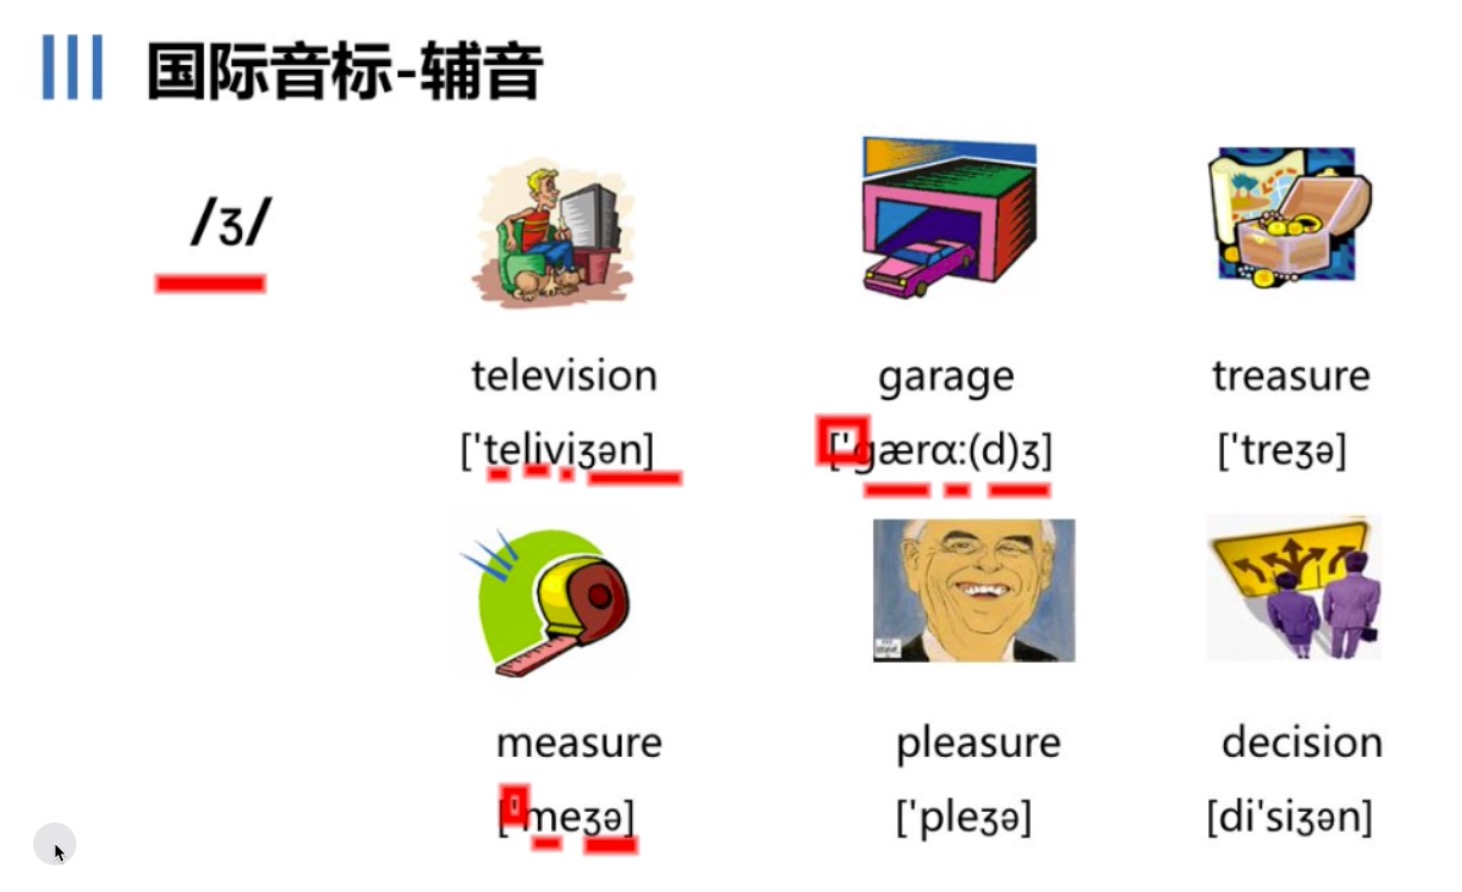 国际音标-辅音
/ʒ/
television garage treasure
['teliviʒən] ['gærɑ:(d)ʒ] ['treʒə]
measure pleasure decision
['meʒə] ['pleʒə] [di'siʒən]